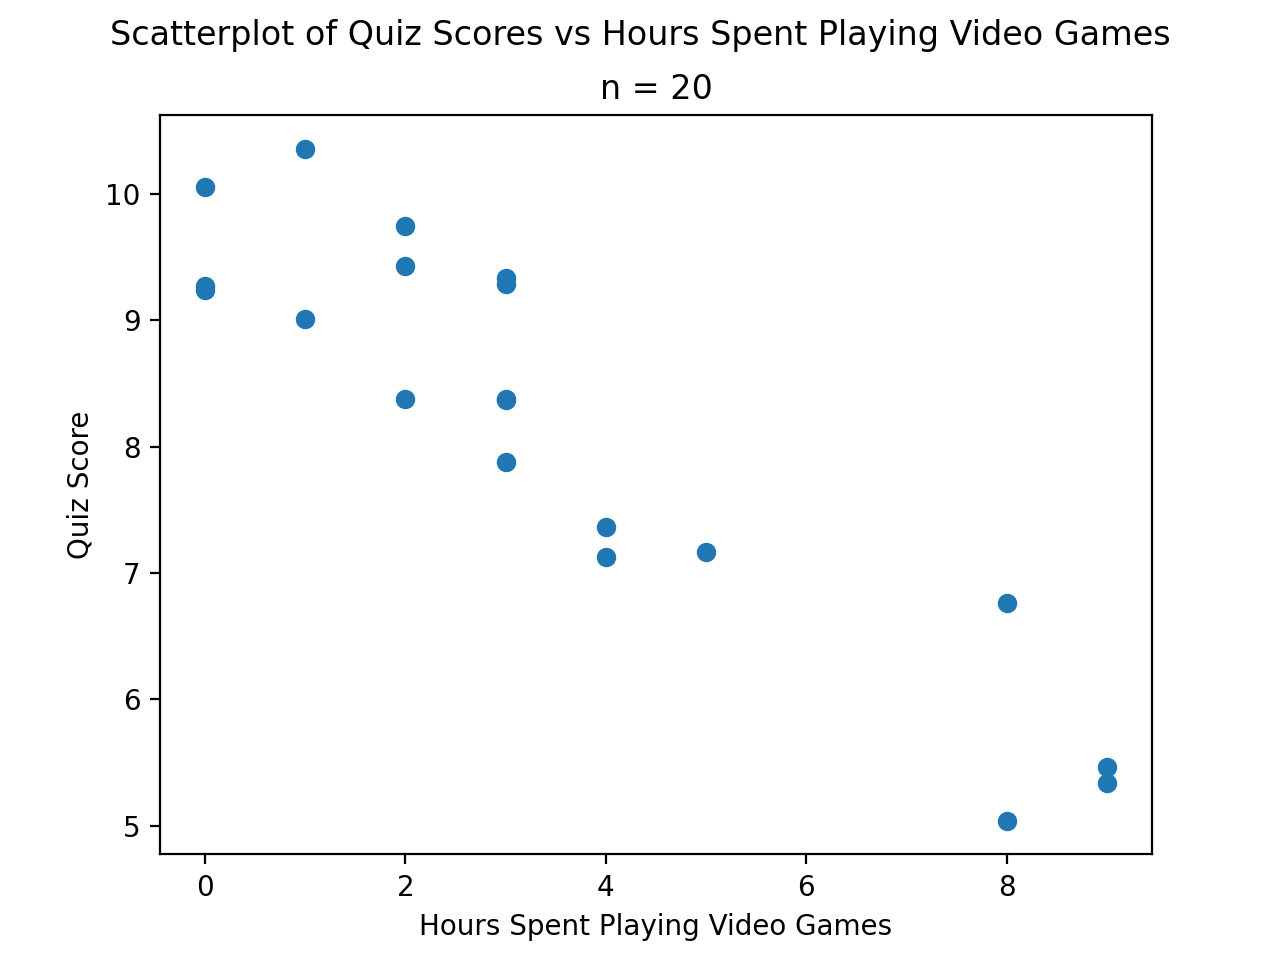 Scatterplot of Quiz Scores vs Hours Spent Playing Video Games
n = 20
10
9
8
7
6
5
Quiz Score
0 2 4 6 8
Hours Spent Playing Video Games